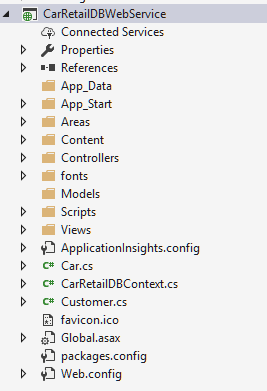 CarRetailDBWebService
Connected Services
Properties
References
App_Data
App_Start
Areas
Content
Controllers
fonts
Models
Scripts
Views
ApplicationInsights.config
C# Car.cs
C# CarRetailDBContext.cs
C# Customer.cs
favicon.ico
Global.asax
packages.config
Web.config